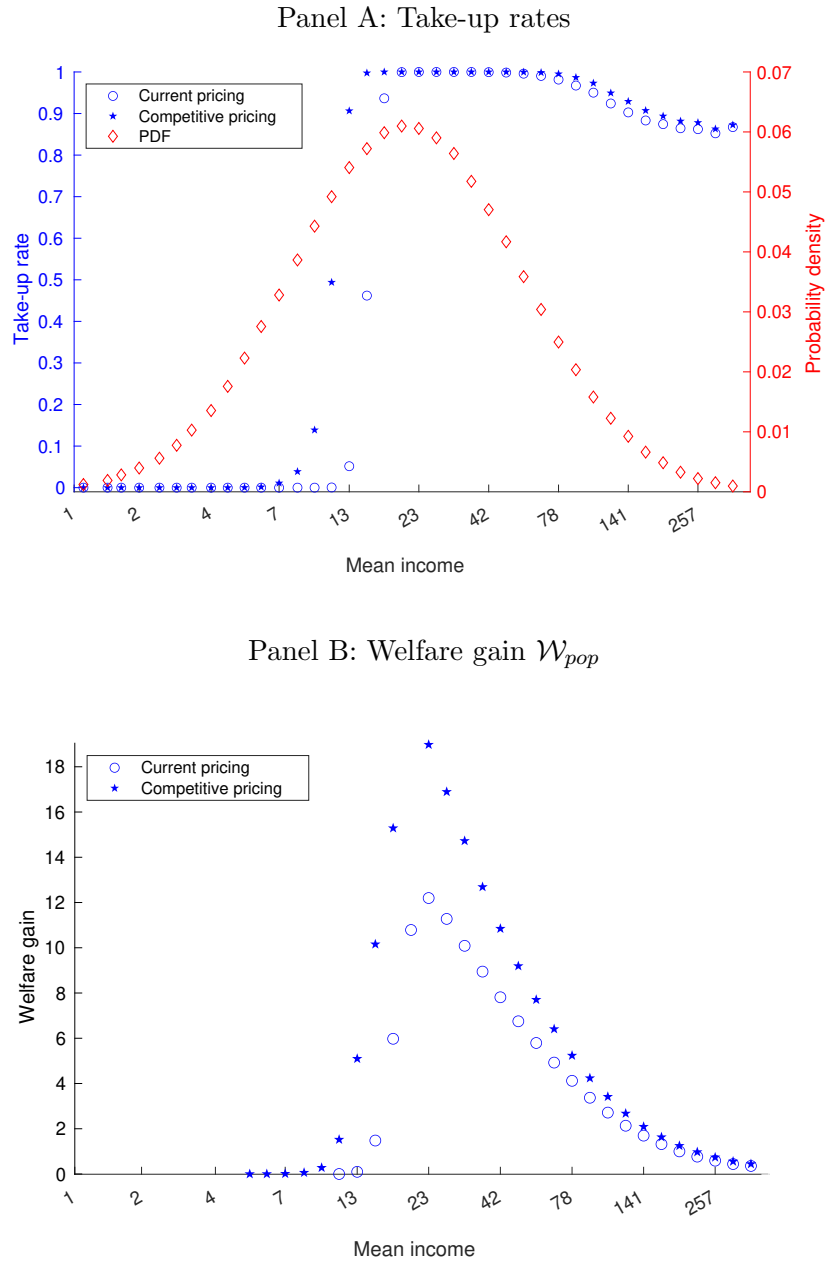 Panel A: Take-up rates
Current pricing
Competitive pricing
PDF
1
0.9
0.8
0.7
0.6
0.5
0.4
0.3
0.2
0.1
0
Take-up rate
0.07
0.06
0.05
0.04
0.03
0.02
0.01
0
Probability density
1 2 4 7 13 23 42 78 141 257
Mean income
Panel B: Welfare gain 𝒲pop
Current pricing
Competitive pricing
18
16
14
12
10
8
6
4
2
0
Welfare gain
1 2 4 7 13 23 42 78 141 257
Mean income